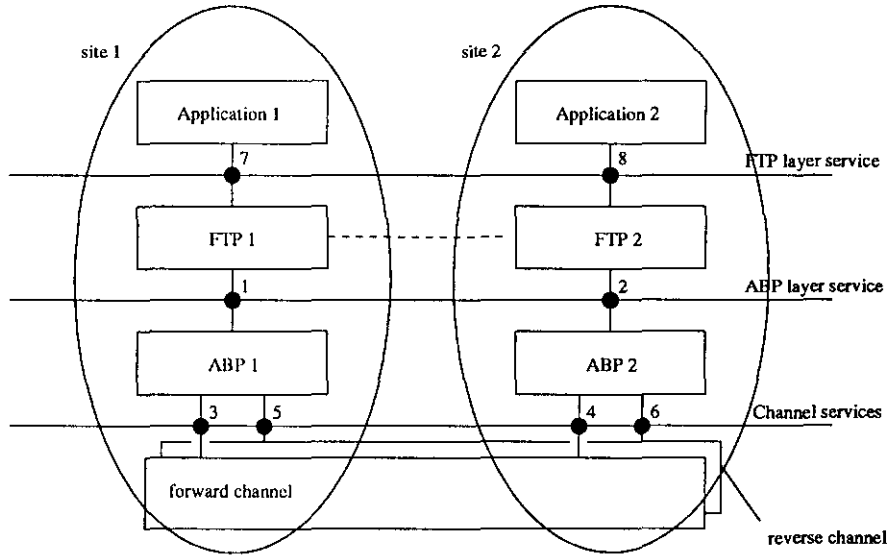 site 1
site 2
Application 1
Application 2
7
8
FTP layer service
FTP 1
FTP 2
1
2
ABP layer service
ABP 1
ABP 2
3
5
4
6
Channel services
forward channel
reverse channel